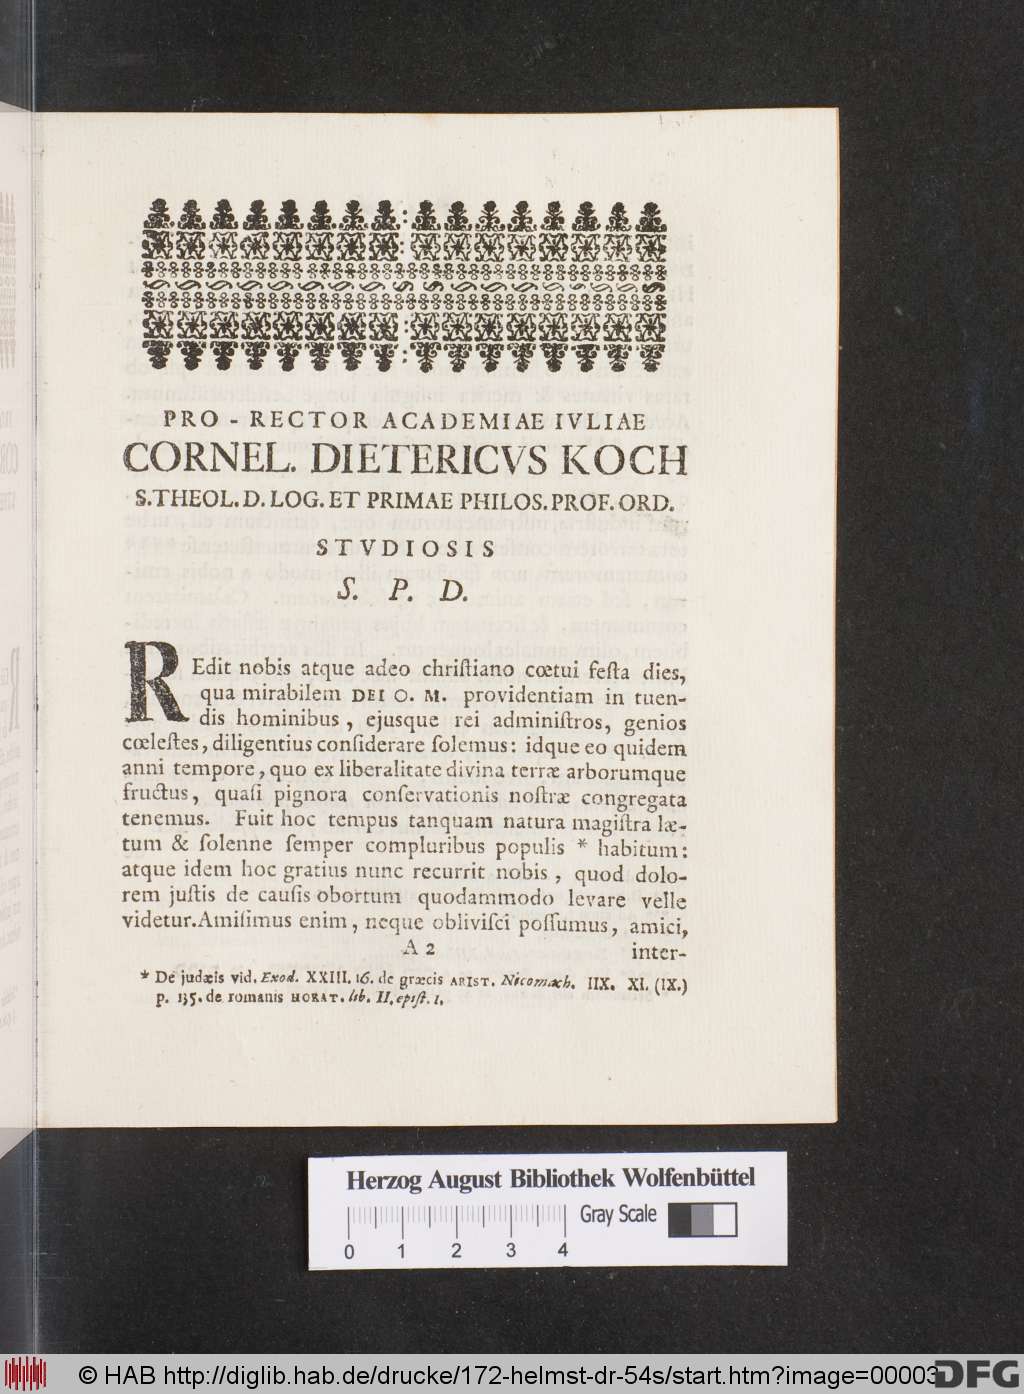 PRO-RECTOR ACADEMIAE IVLIAE
CORNEL. DIETERICVS KOCH
S. THEOL. D. LOG. ET PRIMAE PHILOS. PROF. ORD.
STVDIOSIS
S. P. D.
REdit nobis atque adeo chriſtiano cœtui feſta dies,
qua mirabilem DEI O. M. providentiam in tuen-
dis hominibus, ejusque rei adminiſtros, genios
cœleſtes, diligentius conſiderare ſolemus: idque eo quidem
anni tempore, quo ex liberalitate divina terræ arborumque
fructus, quaſi pignora conſervationis noſtræ congregata
tenemus. Fuit hoc tempus tanquam natura magiſtra læ-
tum & ſolenne ſemper compluribus populis * habitum:
atque idem hoc gratius nunc recurrit nobis, quod dolo-
rem juſtis de cauſis obortum quodammodo levare velle
videtur. Amiſimus enim, neque obliviſci poſſumus, amici,
A 2 inter-
* De judæis vid. Exod. XXIII. 16. de græcis ARIST. Nicomach. IIX. XI. (IX.)
p. 135. de romanis HORAT. lib. II. epiſt. 1.
Herzog August Bibliothek Wolfenbüttel
0 1 2 3 4 Gray Scale
© HAB http://diglib.hab.de/drucke/172-helmst-dr-54s/start.htm?image=00003
DFG